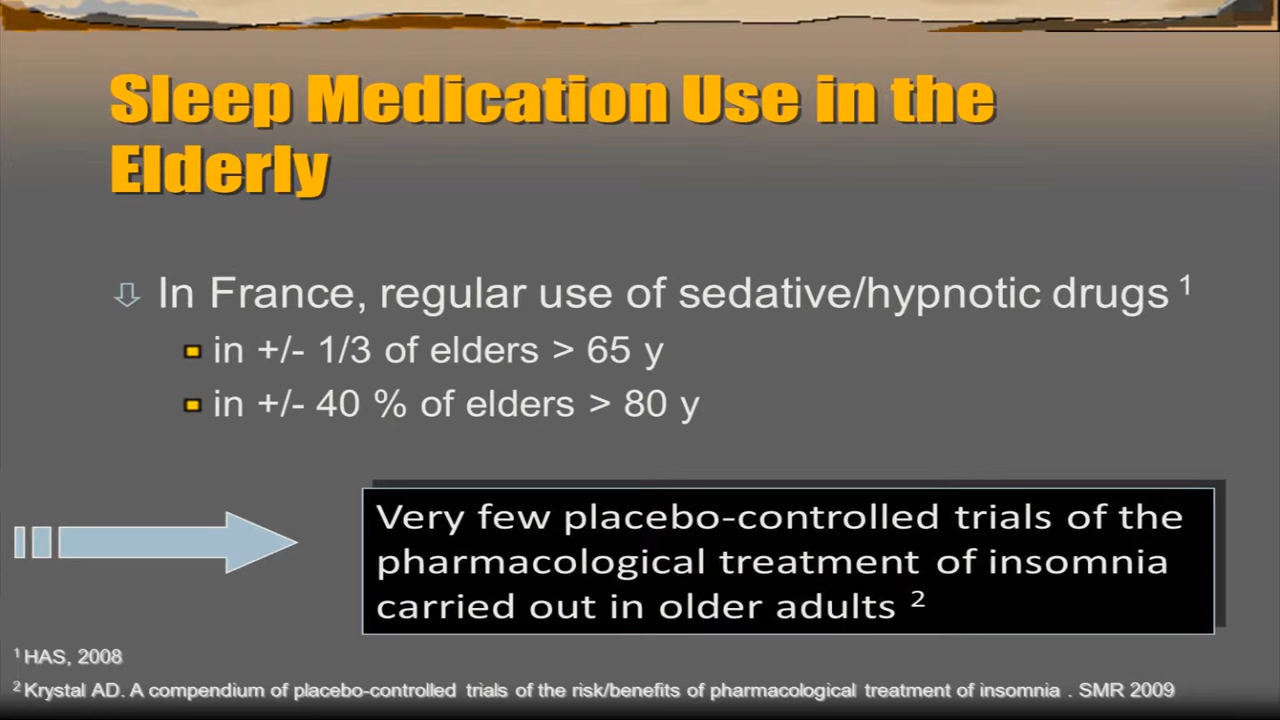 Sleep Medication Use in the
Elderly
In France, regular use of sedative/hypnotic drugs ¹
in +/- 1/3 of elders > 65 y
in +/- 40 % of elders > 80 y
Very few placebo-controlled trials of the
pharmacological treatment of insomnia
carried out in older adults ²
¹ HAS, 2008
² Krystal AD. A compendium of placebo-controlled trials of the risk/benefits of pharmacological treatment of insomnia . SMR 2009